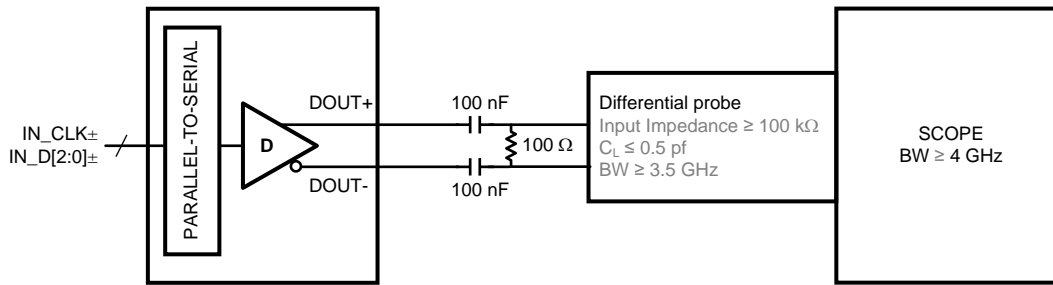 IN_CLK±
IN_D[2:0]±
PARALLEL-TO-SERIAL
D
DOUT+
DOUT-
100 nF
100 nF
100 Ω
Differential probe
Input Impedance ≥ 100 kΩ
CL ≤ 0.5 pf
BW ≥ 3.5 GHz
SCOPE
BW ≥ 4 GHz